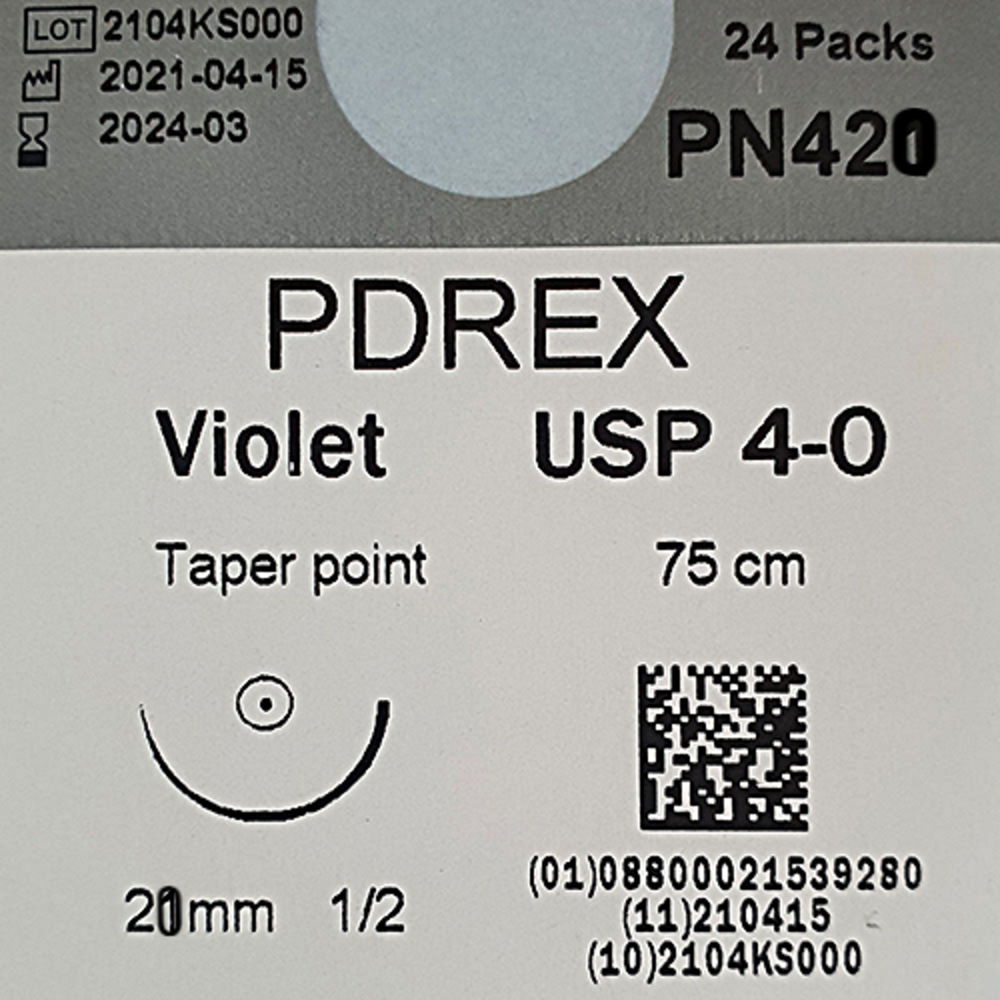 LOT 2104KS000
2021-04-15
2024-03
24 Packs
PN420
PDREX
Violet USP 4-0
Taper point 75 cm
20mm 1/2
(01)08800021539280
(11)210415
(10)2104KS000